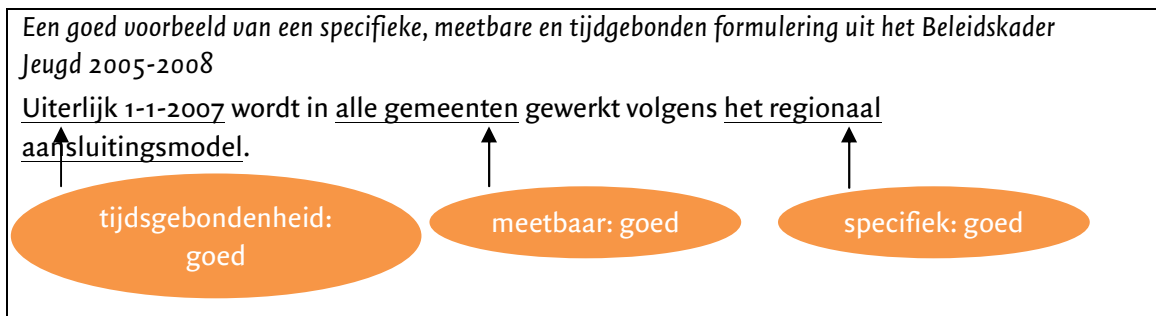 Een goed voorbeeld van een specifieke, meetbare en tijdgebonden formulering uit het Beleidskader
Jeugd 2005-2008
Uiterlijk 1-1-2007 wordt in alle gemeenten gewerkt volgens het regionaal
aansluitingsmodel.
tijdsgebondenheid:
goed
meetbaar: goed
specifiek: goed